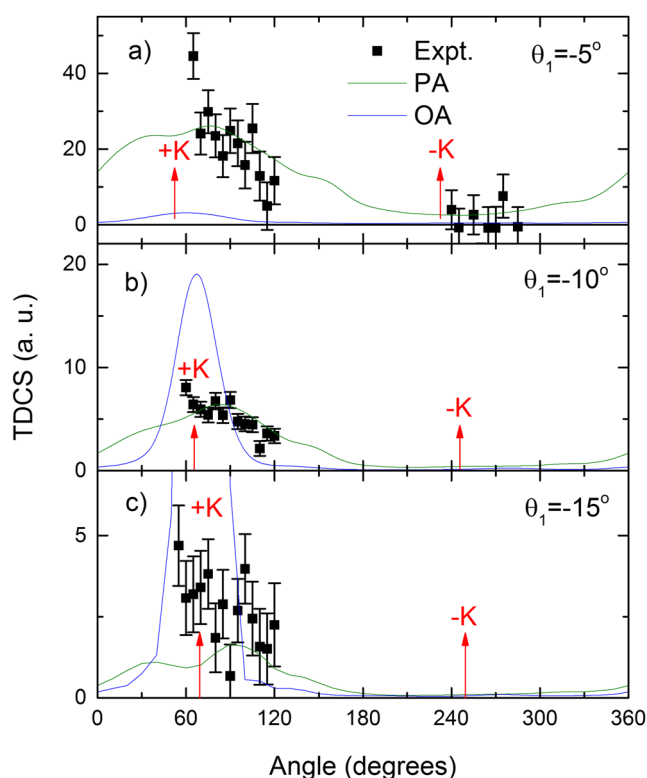 a)
Expt.
PA
OA
θ₁=-5°
+K
-K
40
20
0
b)
θ₁=-10°
+K
-K
20
10
0
TDCS (a. u.)
c)
θ₁=-15°
+K
-K
5
0
0 60 120 180 240 300 360
Angle (degrees)